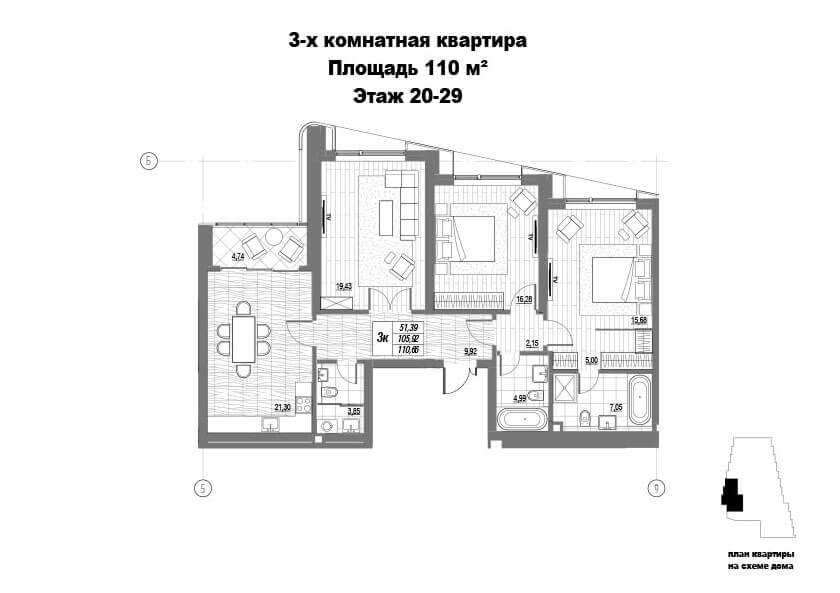 3-х комнатная квартира
Площадь 110 м²
Этаж 20-29
Б
4,74
19,43
TV
16,28
TV
TV
15,68
3к
51,39
105,92
110,66
9,92
2,15
5,00
21,30
3,85
4,99
7,05
5
9
план квартиры
на схеме дома